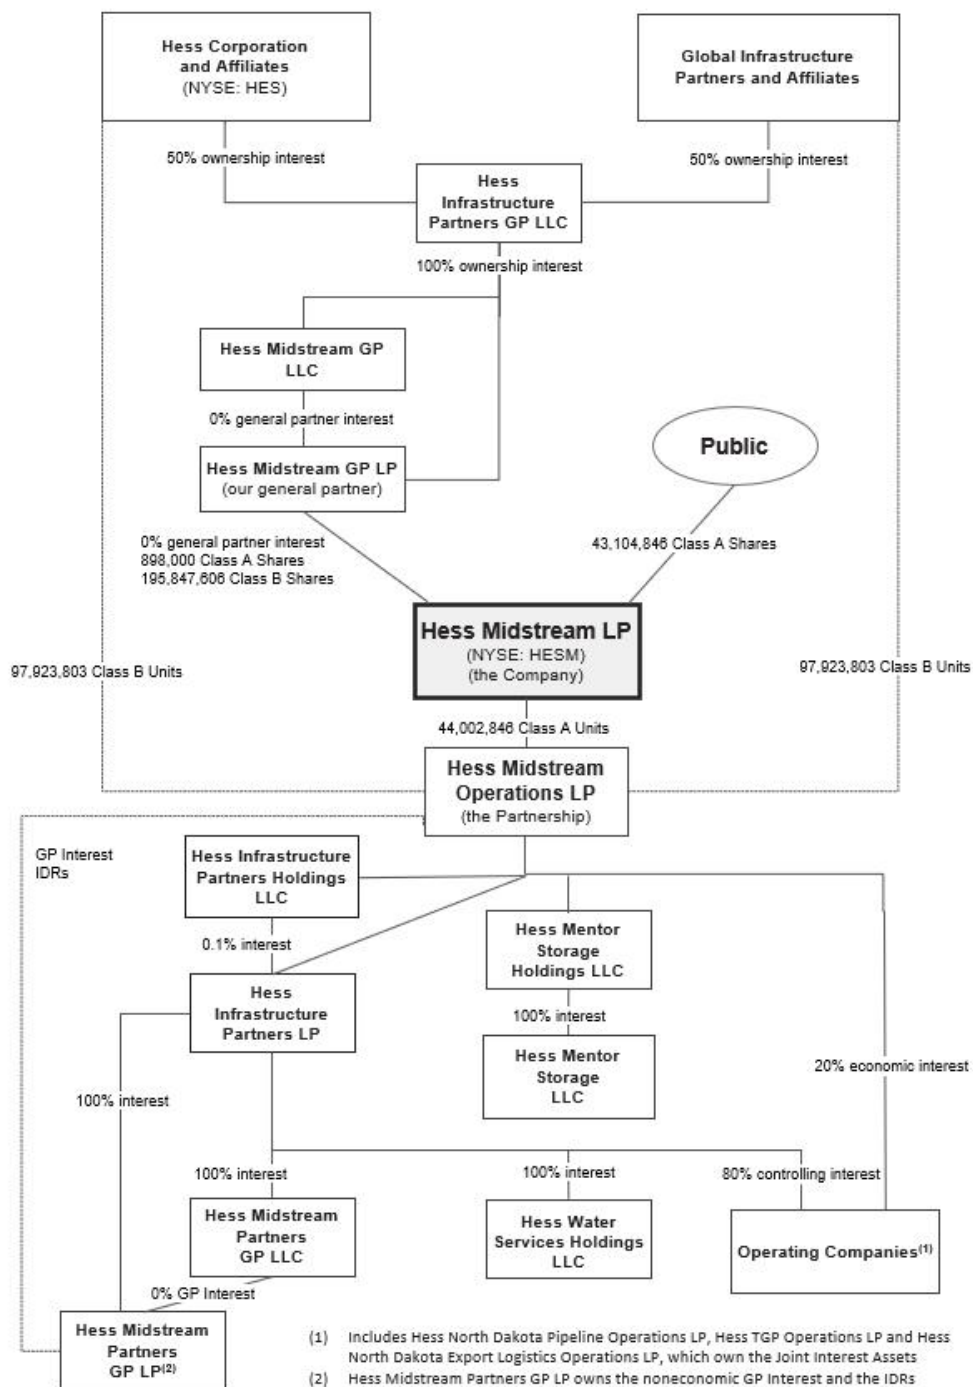 Hess Corporation
and Affiliates
(NYSE: HES)
Global Infrastructure
Partners and Affiliates
50% ownership interest
50% ownership interest
Hess
Infrastructure
Partners GP LLC
100% ownership interest
Hess Midstream GP
LLC
0% general partner interest
Hess Midstream GP LP
(our general partner)
Public
0% general partner interest
898,000 Class A Shares
195,847,606 Class B Shares
43,104,846 Class A Shares
Hess Midstream LP
(NYSE: HESM)
(the Company)
97,923,803 Class B Units
97,923,803 Class B Units
44,002,846 Class A Units
Hess Midstream
Operations LP
(the Partnership)
GP Interest
IDRs
Hess Infrastructure
Partners Holdings
LLC
0.1% interest
Hess Mentor
Storage
Holdings LLC
Hess
Infrastructure
Partners LP
100% interest
Hess Mentor
Storage
LLC
20% economic interest
100% interest
100% interest
100% interest
80% controlling interest
Hess Midstream
Partners
GP LLC
Hess Water
Services Holdings
LLC
Operating Companies(1)
0% GP Interest
Hess Midstream
Partners
GP LP(2)
(1) Includes Hess North Dakota Pipeline Operations LP, Hess TGP Operations LP and Hess
North Dakota Export Logistics Operations LP, which own the Joint Interest Assets
(2) Hess Midstream Partners GP LP owns the noneconomic GP Interest and the IDRs